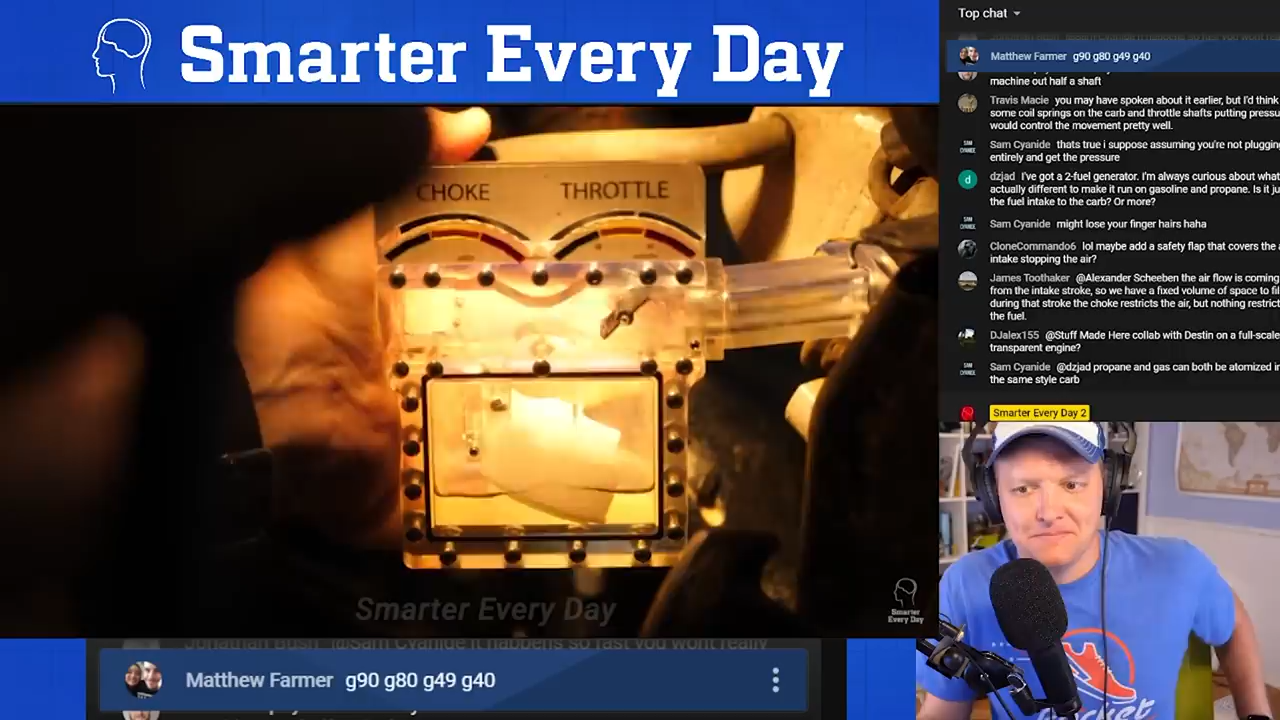 Smarter Every Day
Top chat
Matthew Farmer g90 g80 g49 g40
machine out half a shaft
Travis Macie you may have spoken about it earlier, but I'd think
some coil springs on the carb and throttle shafts putting
would control the movement pretty well.
Sam Cyanide thats true i suppose assuming you're not plugging
entirely and get the pressure
dzjad I've got a 2-fuel generator. I'm always curious about what
actually different to make it run on gasoline and propane. Is it
the fuel intake to the carb? Or more?
Sam Cyanide might lose your finger hairs haha
CloneCommando6 lol maybe add a safety flap that covers the
intake stopping the air?
James Toothaker @Alexander Scheeben the air flow is coming
from the intake stroke, so we have a fixed volume of space to
during that stroke the choke restricts the air, but nothing
the fuel.
DJalex155 @Stuff Made Here collab with Destin on a full-scale
transparent engine?
Sam Cyanide @dzjad propane and gas can both be atomized
the same style carb
Smarter Every Day 2
CHOKE THROTTLE
Smarter Every Day
Smarter
Every Day
@Sam Cyanide it happens so fast you wont really
Matthew Farmer g90 g80 g49 g40